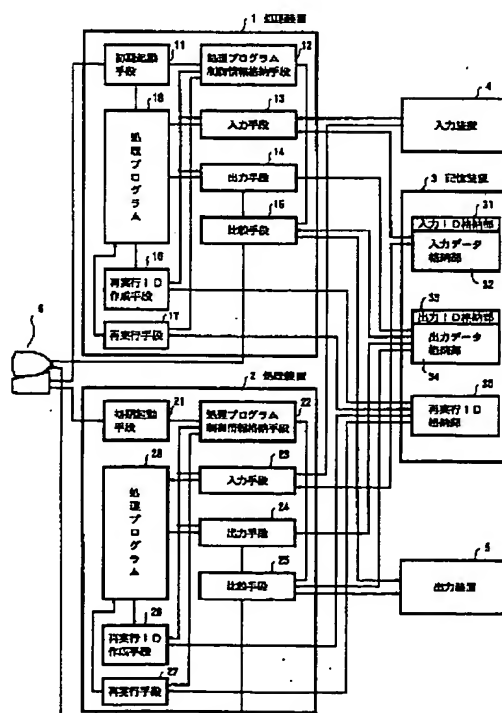 1 処理装置
11
初期起動
手段
12
処理プログラム
制御情報格納手段
18
処理プログラム
13
入力手段
14
出力手段
15
比較手段
16
再実行ID
作成手段
17
再実行手段
4
入力装置
3 記憶装置
31
入力ID格納部
入力データ
格納部
32
33
出力ID格納部
出力データ
格納部
34
35
再実行ID
格納部
6
2 処理装置
21
初期起動
手段
22
処理プログラム
制御情報格納手段
28
処理プログラム
23
入力手段
24
出力手段
25
比較手段
26
再実行ID
作成手段
27
再実行手段
5
出力装置